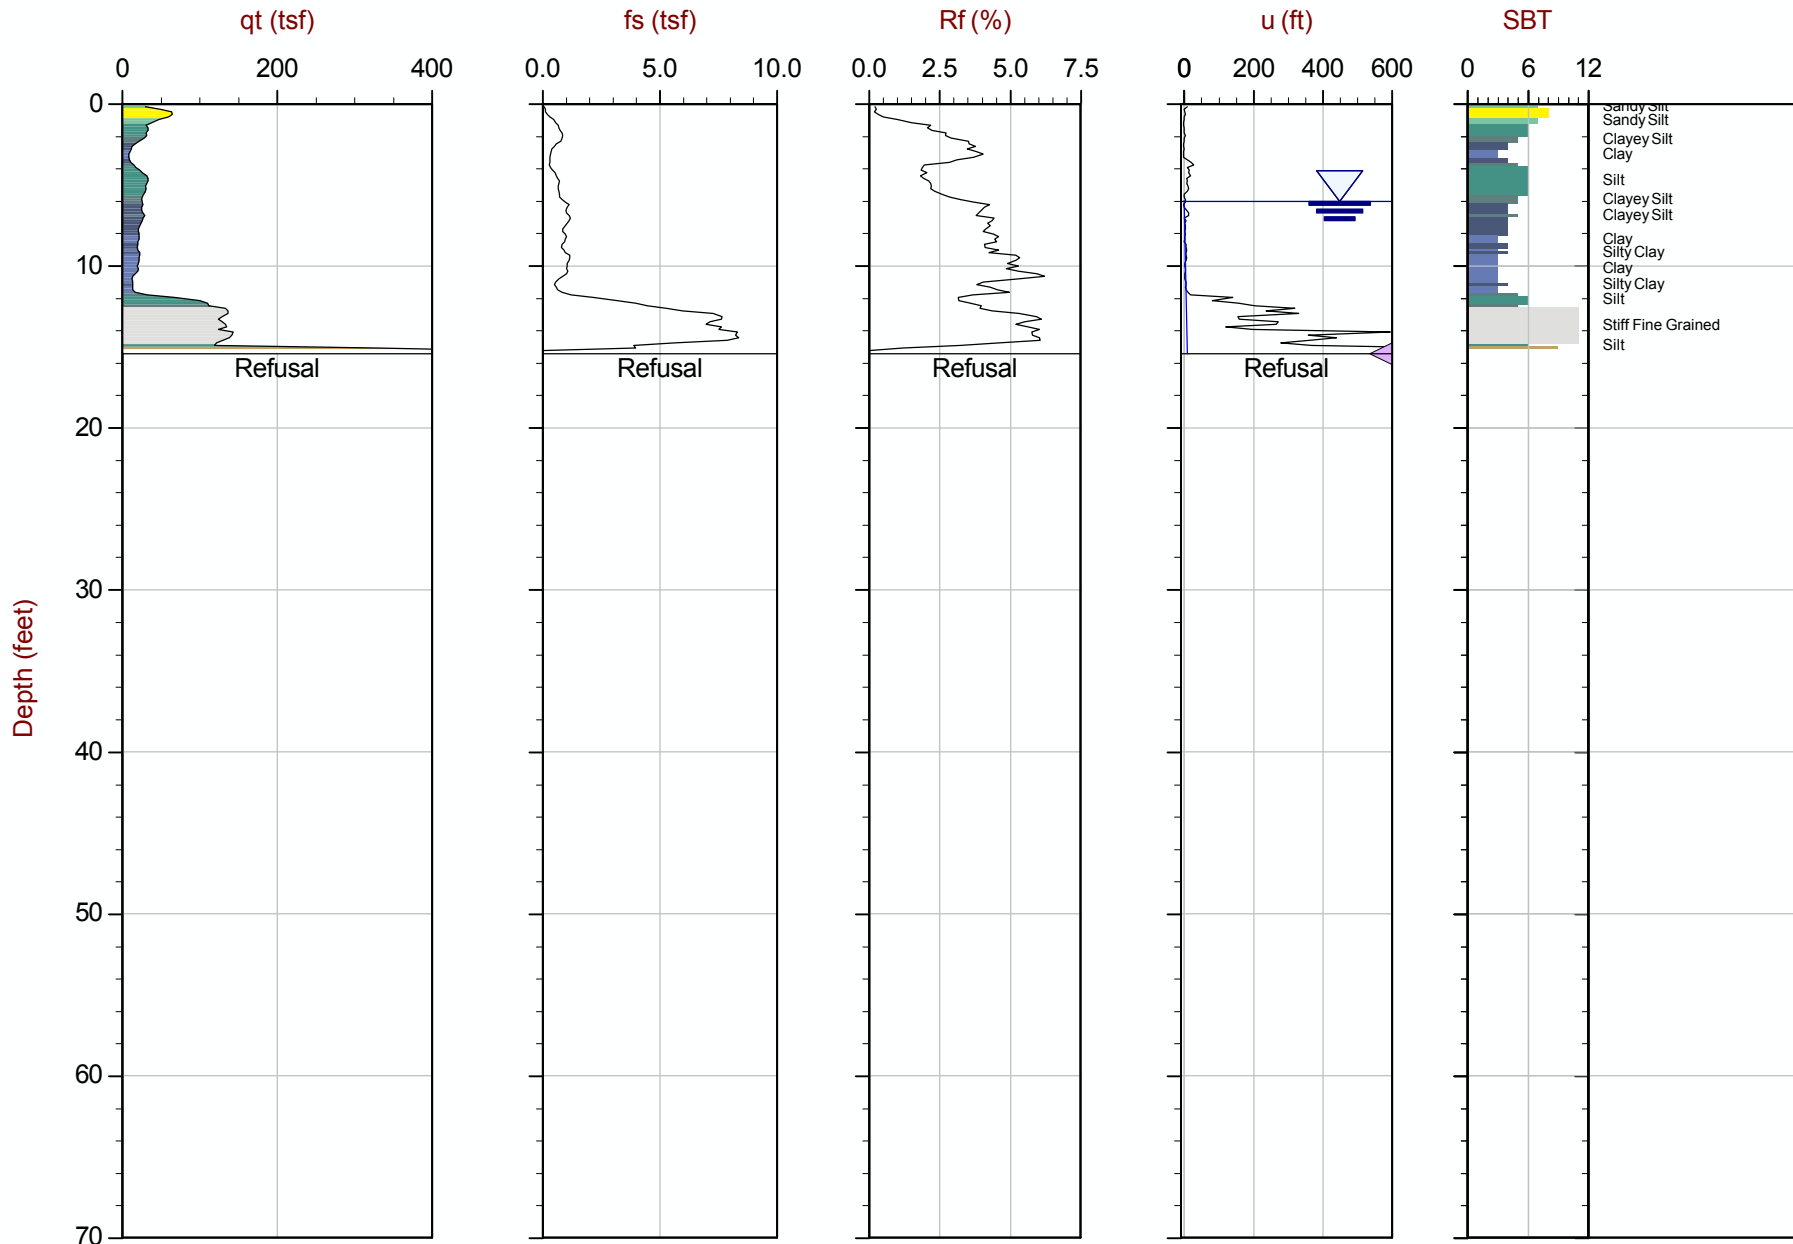 qt (tsf) fs (tsf) Rf (%) u (ft) SBT
0 200 400 0.0 5.0 10.0 0.0 2.5 5.0 7.5 0 200 400 600 0 6 12
0
Sandy Silt
Sandy Silt
Clayey Silt
Clay
Silt
Clayey Silt
Clayey Silt
Clay
Silty Clay
10
Clay
Silty Clay
Silt
Stiff Fine Grained
Silt
Refusal Refusal Refusal Refusal
20
30
Depth (feet)
40
50
60
70